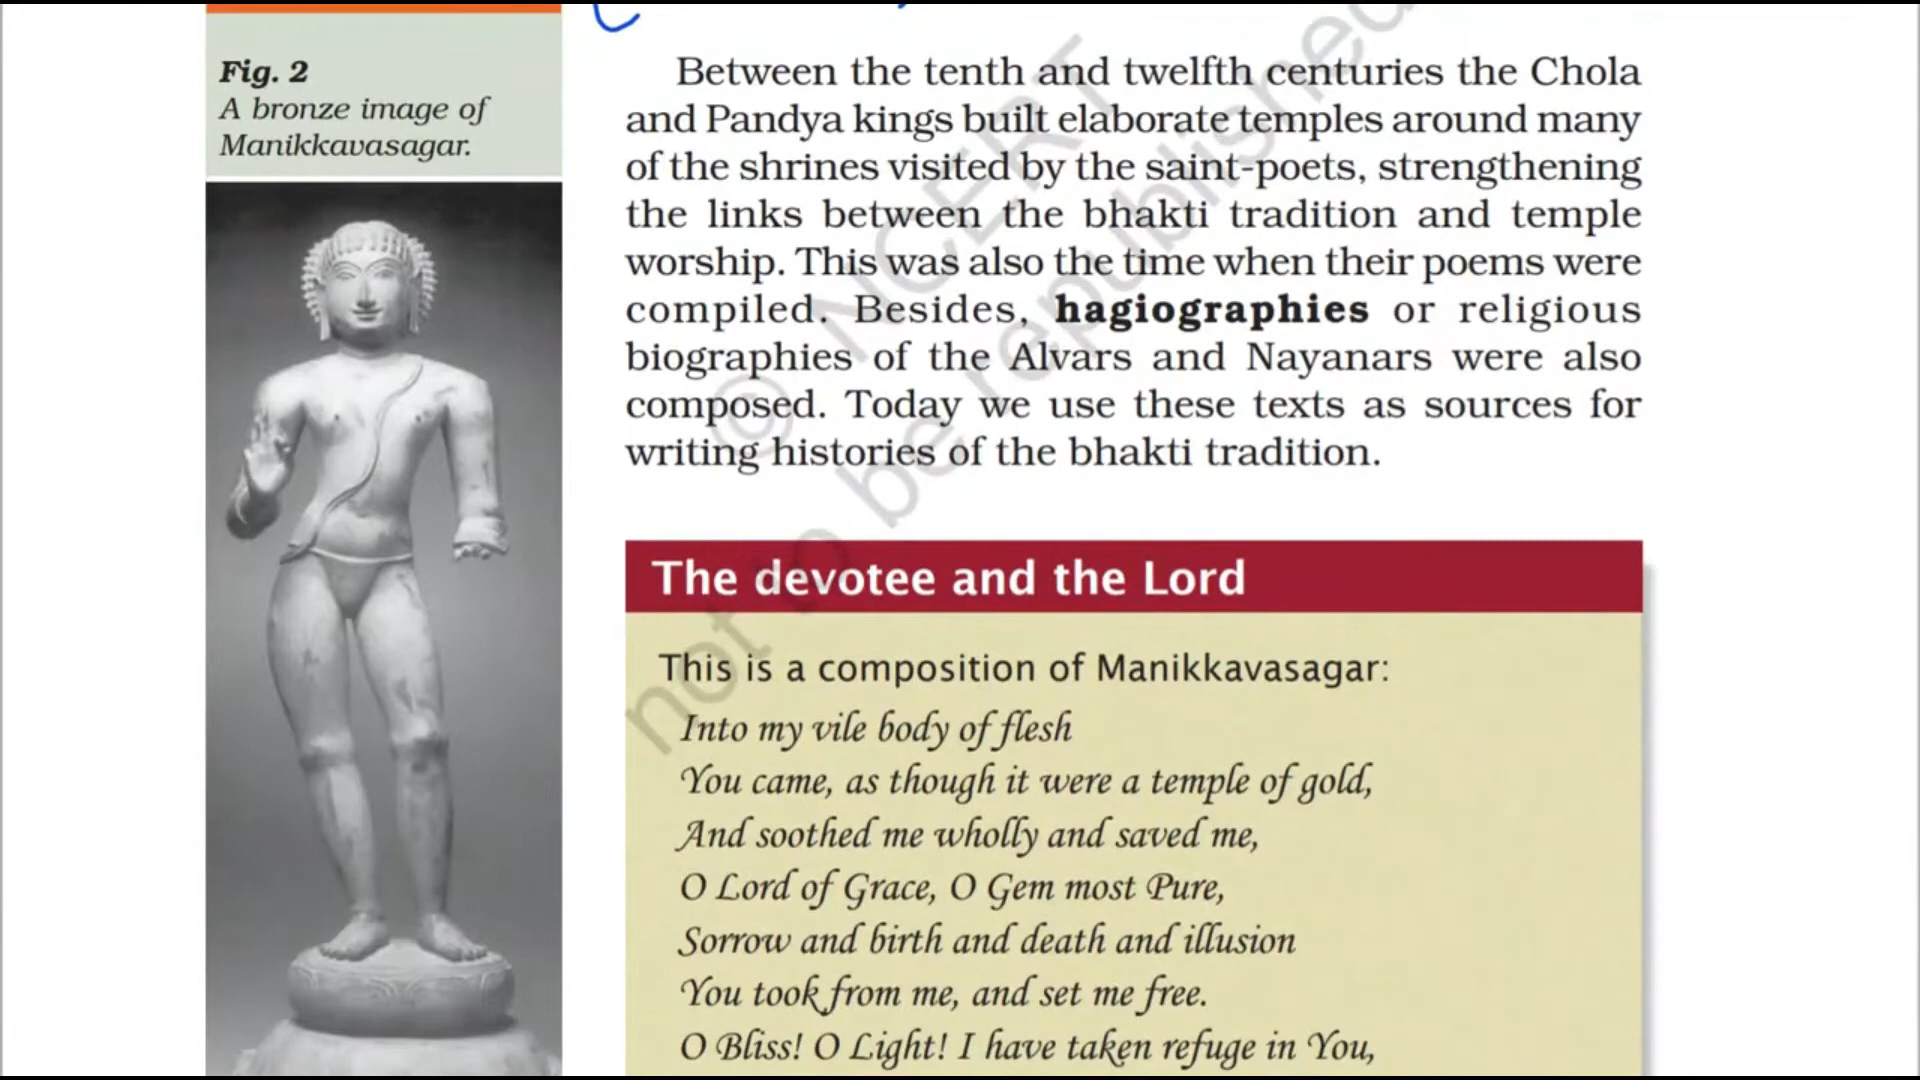 Fig. 2
A bronze image of
Manikkavasagar.
Between the tenth and twelfth centuries the Chola
and Pandya kings built elaborate temples around many
of the shrines visited by the saint-poets, strengthening
the links between the bhakti tradition and temple
worship. This was also the time when their poems were
compiled. Besides, hagiographies or religious
biographies of the Alvars and Nayanars were also
composed. Today we use these texts as sources for
writing histories of the bhakti tradition.
© NCERT
not to be republished
The devotee and the Lord
This is a composition of Manikkavasagar:
Into my vile body of flesh
You came, as though it were a temple of gold,
And soothed me wholly and saved me,
O Lord of Grace, O Gem most Pure,
Sorrow and birth and death and illusion
You took from me, and set me free.
O Bliss! O Light! I have taken refuge in You,